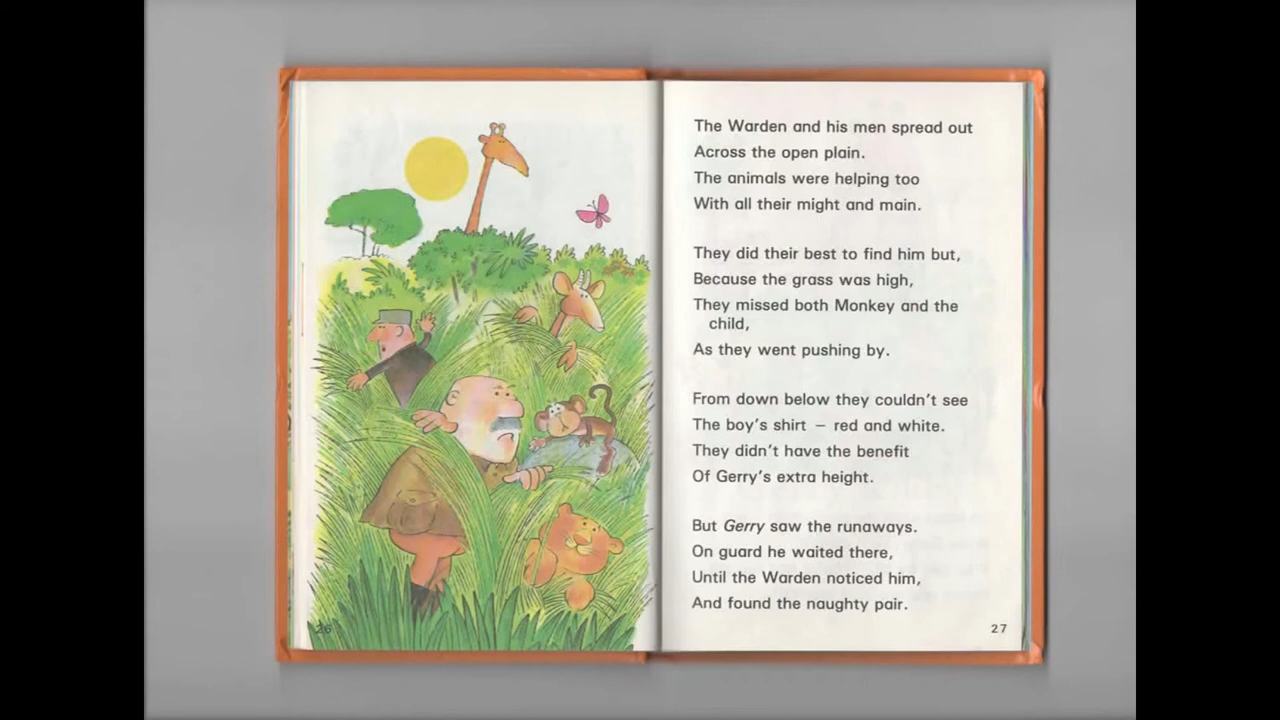 The Warden and his men spread out
Across the open plain.
The animals were helping too
With all their might and main.
They did their best to find him but,
Because the grass was high,
They missed both Monkey and the
child,
As they went pushing by.
From down below they couldn't see
The boy's shirt – red and white.
They didn't have the benefit
Of Gerry's extra height.
But Gerry saw the runaways.
On guard he waited there,
Until the Warden noticed him,
And found the naughty pair.
26
27